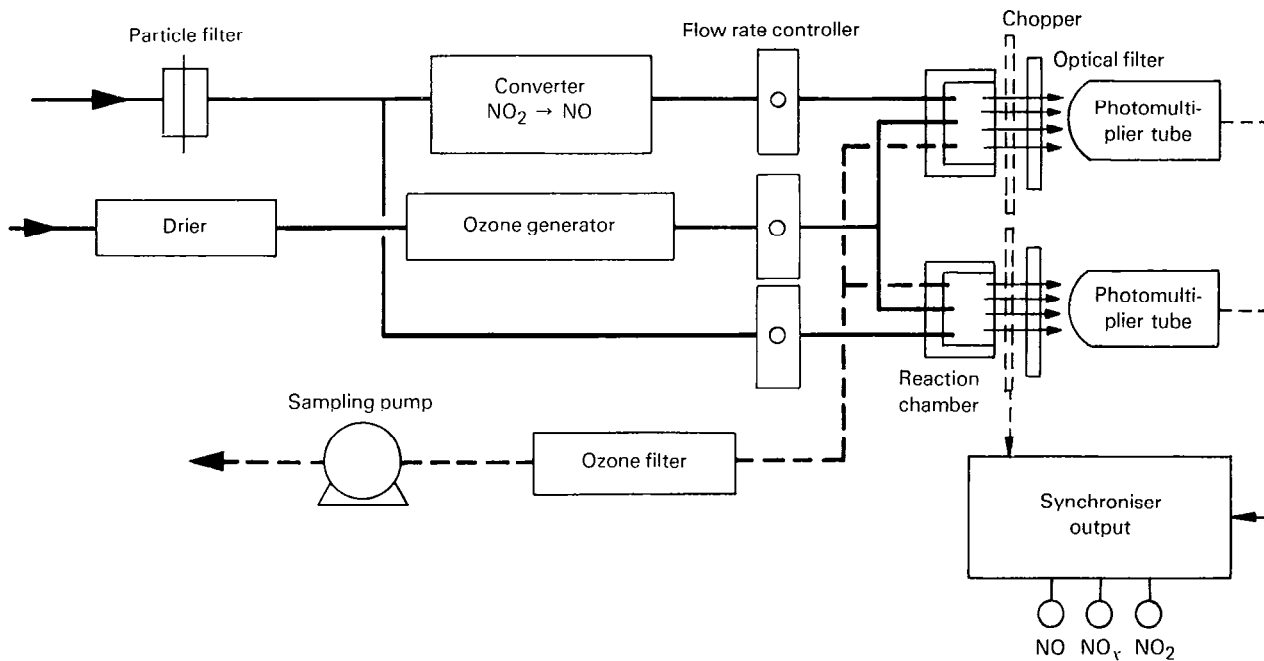 Chopper
Particle filter
Flow rate controller
Optical filter
Converter
NO₂ → NO
Photomulti-
plier tube
Drier
Ozone generator
Photomulti-
plier tube
Reaction
chamber
Sampling pump
Ozone filter
Synchroniser
output
NO NOₓ NO₂